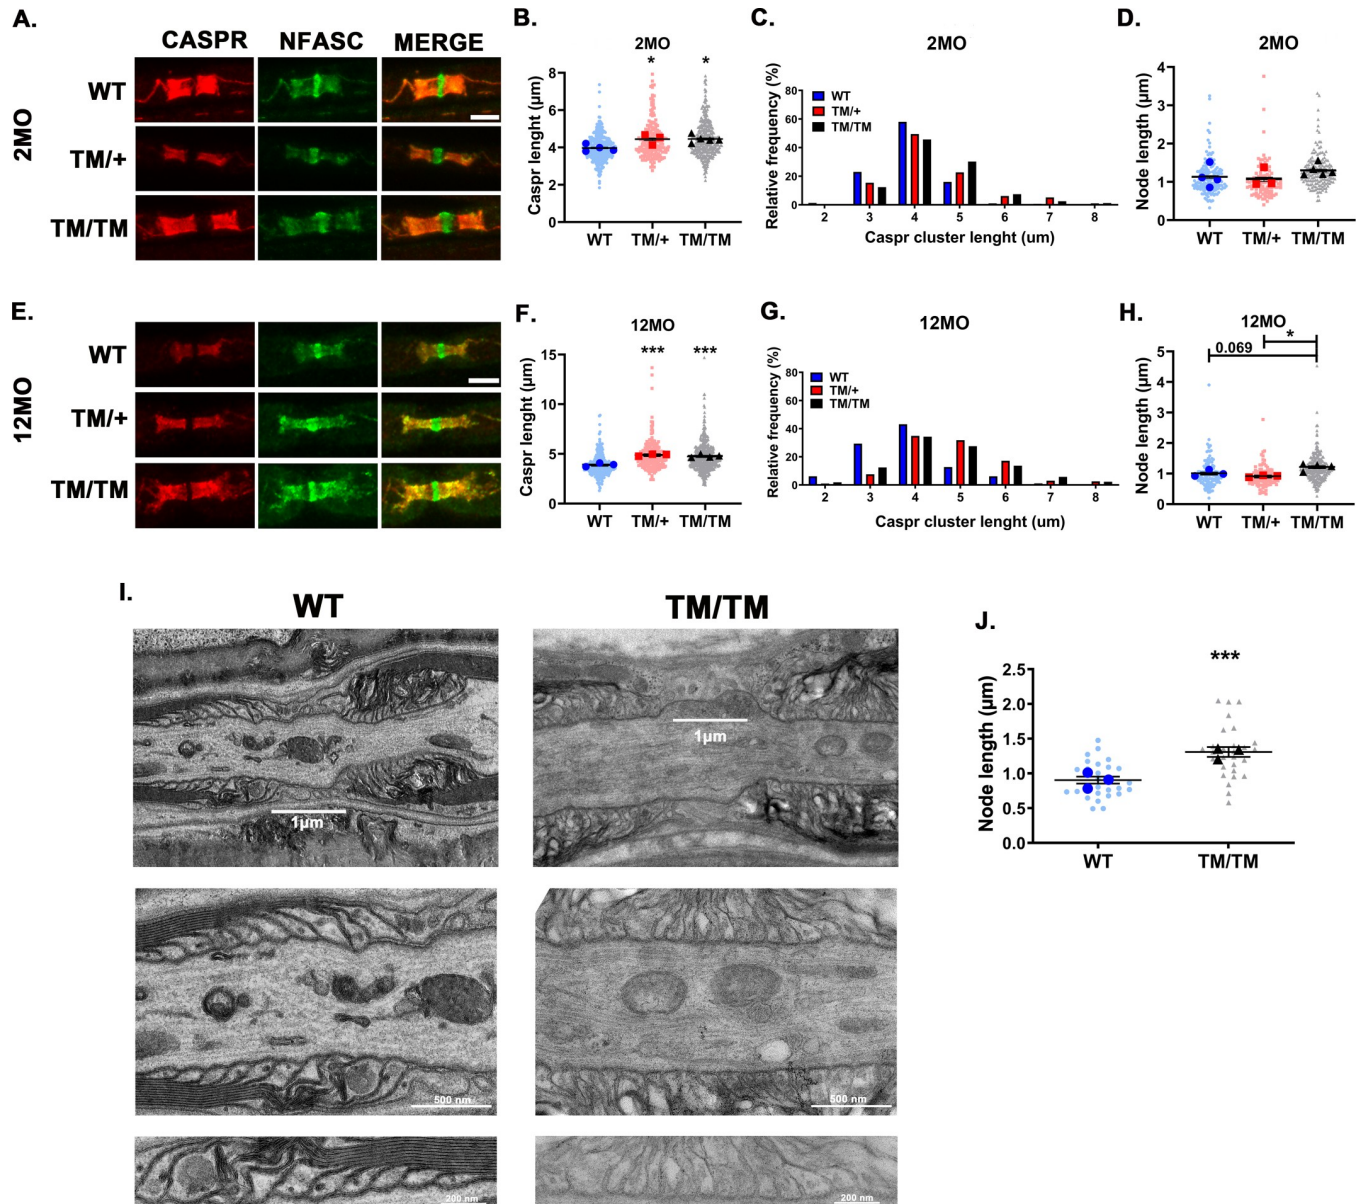 A.
CASPR NFASC MERGE
2MO
WT
TM/+
TM/TM
B.
2MO
* *
Caspr lenght (µm)
8
6
4
2
0
WT TM/+ TM/TM
C.
2MO
Relative frequency (%)
80
60
40
20
0
WT
TM/+
TM/TM
2 3 4 5 6 7 8
Caspr cluster lenght (um)
D.
2MO
Node length (µm)
4
3
2
1
0
WT TM/+ TM/TM
E.
12MO
WT
TM/+
TM/TM
F.
12MO
*** ***
Caspr lenght (µm)
15
10
5
0
WT TM/+ TM/TM
G.
12MO
Relative frequency (%)
80
60
40
20
0
WT
TM/+
TM/TM
2 3 4 5 6 7 8
Caspr cluster lenght (um)
H.
12MO
*
0.069
Node length (µm)
5
4
3
2
1
0
WT TM/+ TM/TM
I.
WT TM/TM
1µm
1µm
500 nm
500 nm
200 nm
200 nm
J.
***
Node length (µm)
2.5
2.0
1.5
1.0
0.5
0.0
WT TM/TM